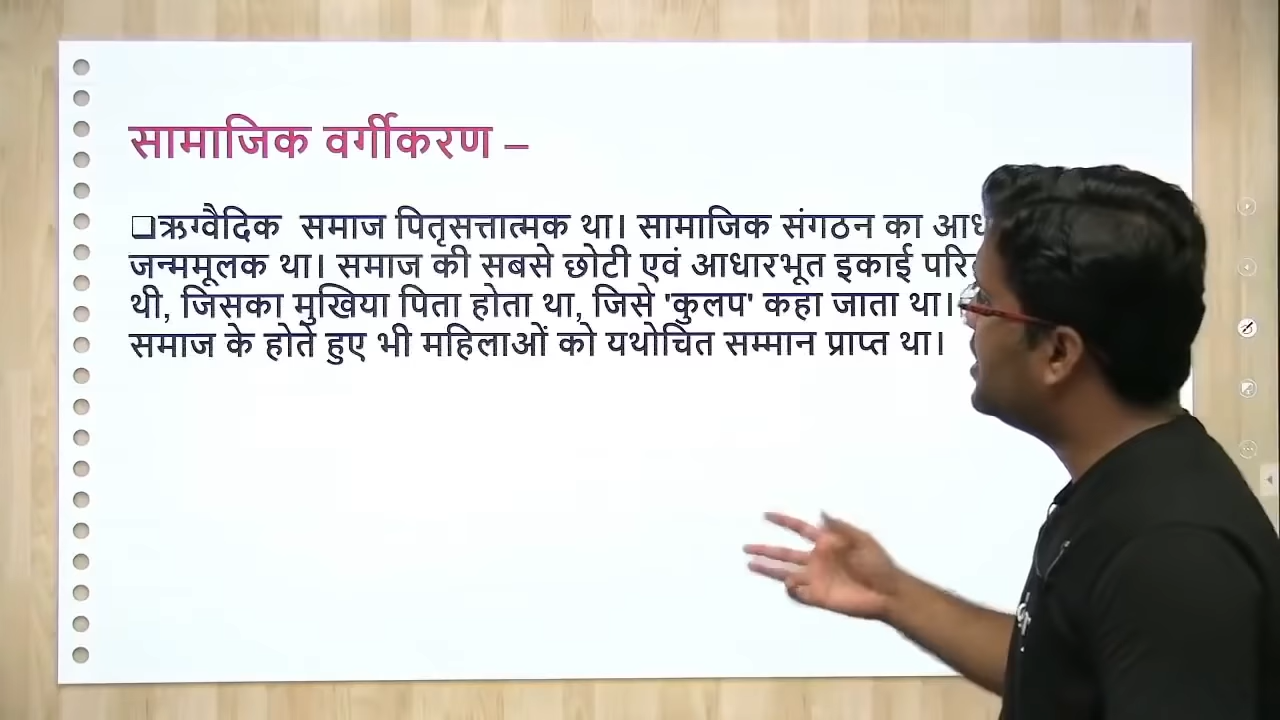 सामाजिक वर्गीकरण –
❑ऋग्वैदिक समाज पितृसत्तात्मक था। सामाजिक संगठन का
जन्ममूलक था। समाज की सबसे छोटी एवं आधारभूत इकाई
थी, जिसका मुखिया पिता होता था, जिसे 'कुलप' कहा जाता था।
समाज के होते हुए भी महिलाओं को यथोचित सम्मान प्राप्त था।